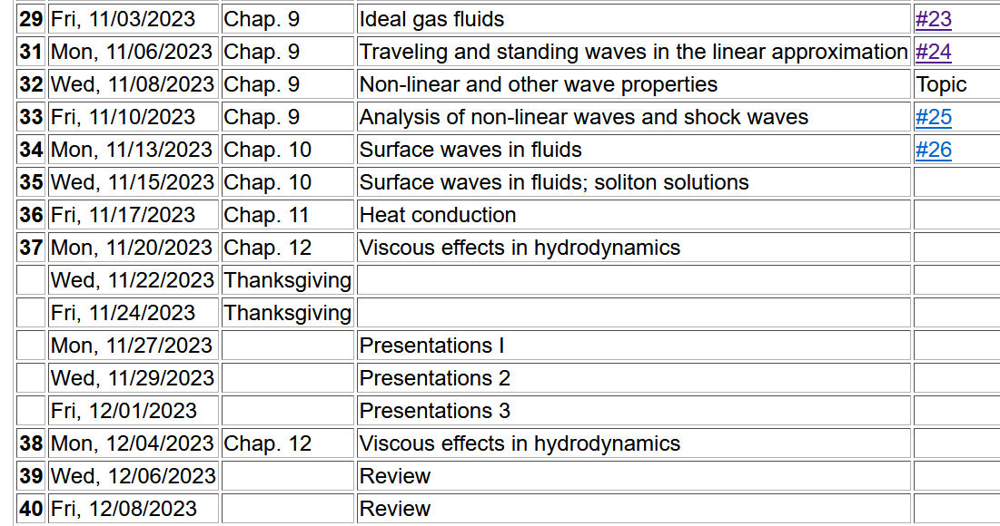 29 Fri, 11/03/2023 Chap. 9 Ideal gas fluids #23
31 Mon, 11/06/2023 Chap. 9 Traveling and standing waves in the linear approximation #24
32 Wed, 11/08/2023 Chap. 9 Non-linear and other wave properties Topic
33 Fri, 11/10/2023 Chap. 9 Analysis of non-linear waves and shock waves #25
34 Mon, 11/13/2023 Chap. 10 Surface waves in fluids #26
35 Wed, 11/15/2023 Chap. 10 Surface waves in fluids; soliton solutions
36 Fri, 11/17/2023 Chap. 11 Heat conduction
37 Mon, 11/20/2023 Chap. 12 Viscous effects in hydrodynamics
Wed, 11/22/2023 Thanksgiving
Fri, 11/24/2023 Thanksgiving
Mon, 11/27/2023 Presentations I
Wed, 11/29/2023 Presentations 2
Fri, 12/01/2023 Presentations 3
38 Mon, 12/04/2023 Chap. 12 Viscous effects in hydrodynamics
39 Wed, 12/06/2023 Review
40 Fri, 12/08/2023 Review